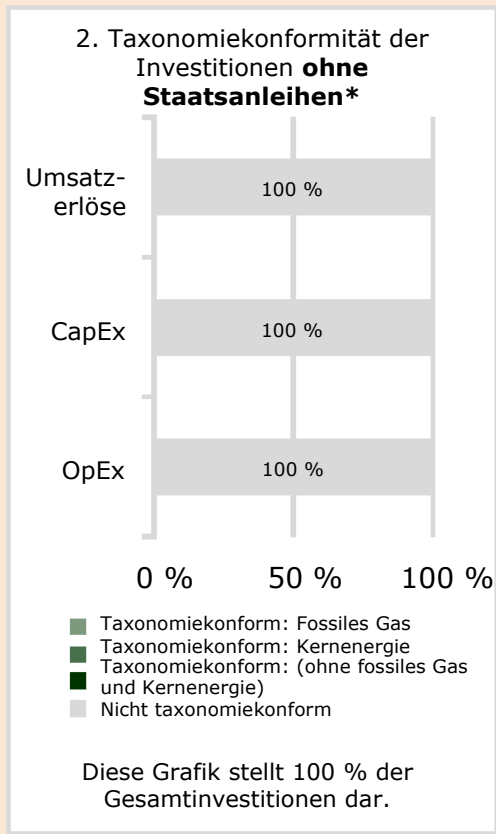 2. Taxonomiekonformität der
Investitionen ohne
Staatsanleihen*
Umsatz-
erlöse
100 %
CapEx
100 %
OpEx
100 %
0 %
50 %
100 %
Taxonomiekonform: Fossiles Gas
Taxonomiekonform: Kernenergie
Taxonomiekonform: (ohne fossiles Gas
und Kernenergie)
Nicht taxonomiekonform
Diese Grafik stellt 100 % der
Gesamtinvestitionen dar.